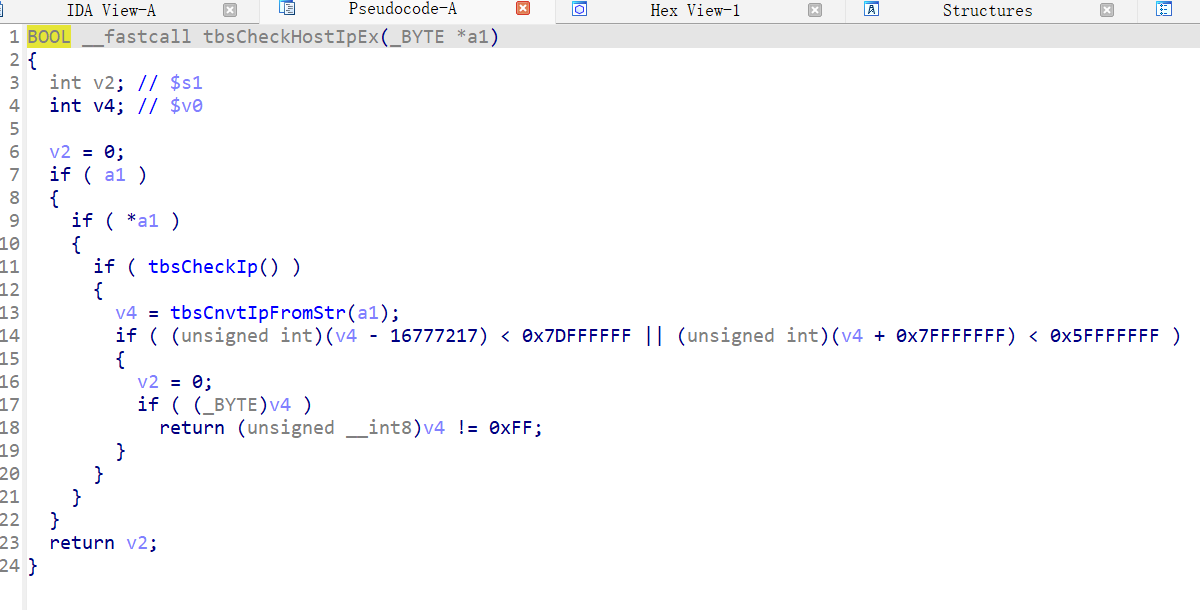 IDA View-A Pseudocode-A Hex View-1 Structures
1 BOOL __fastcall tbsCheckHostIpEx(_BYTE *a1)
2 {
3 int v2; // $s1
4 int v4; // $v0
5
6 v2 = 0;
7 if ( a1 )
8 {
9 if ( *a1 )
10 {
11 if ( tbsCheckIp() )
12 {
13 v4 = tbsCnvtIpFromStr(a1);
14 if ( (unsigned int)(v4 - 16777217) < 0x7DFFFFFF || (unsigned int)(v4 + 0x7FFFFFFF) < 0x5FFFFFFF )
15 {
16 v2 = 0;
17 if ( (_BYTE)v4 )
18 return (unsigned __int8)v4 != 0xFF;
19 }
20 }
21 }
22 }
23 return v2;
24 }